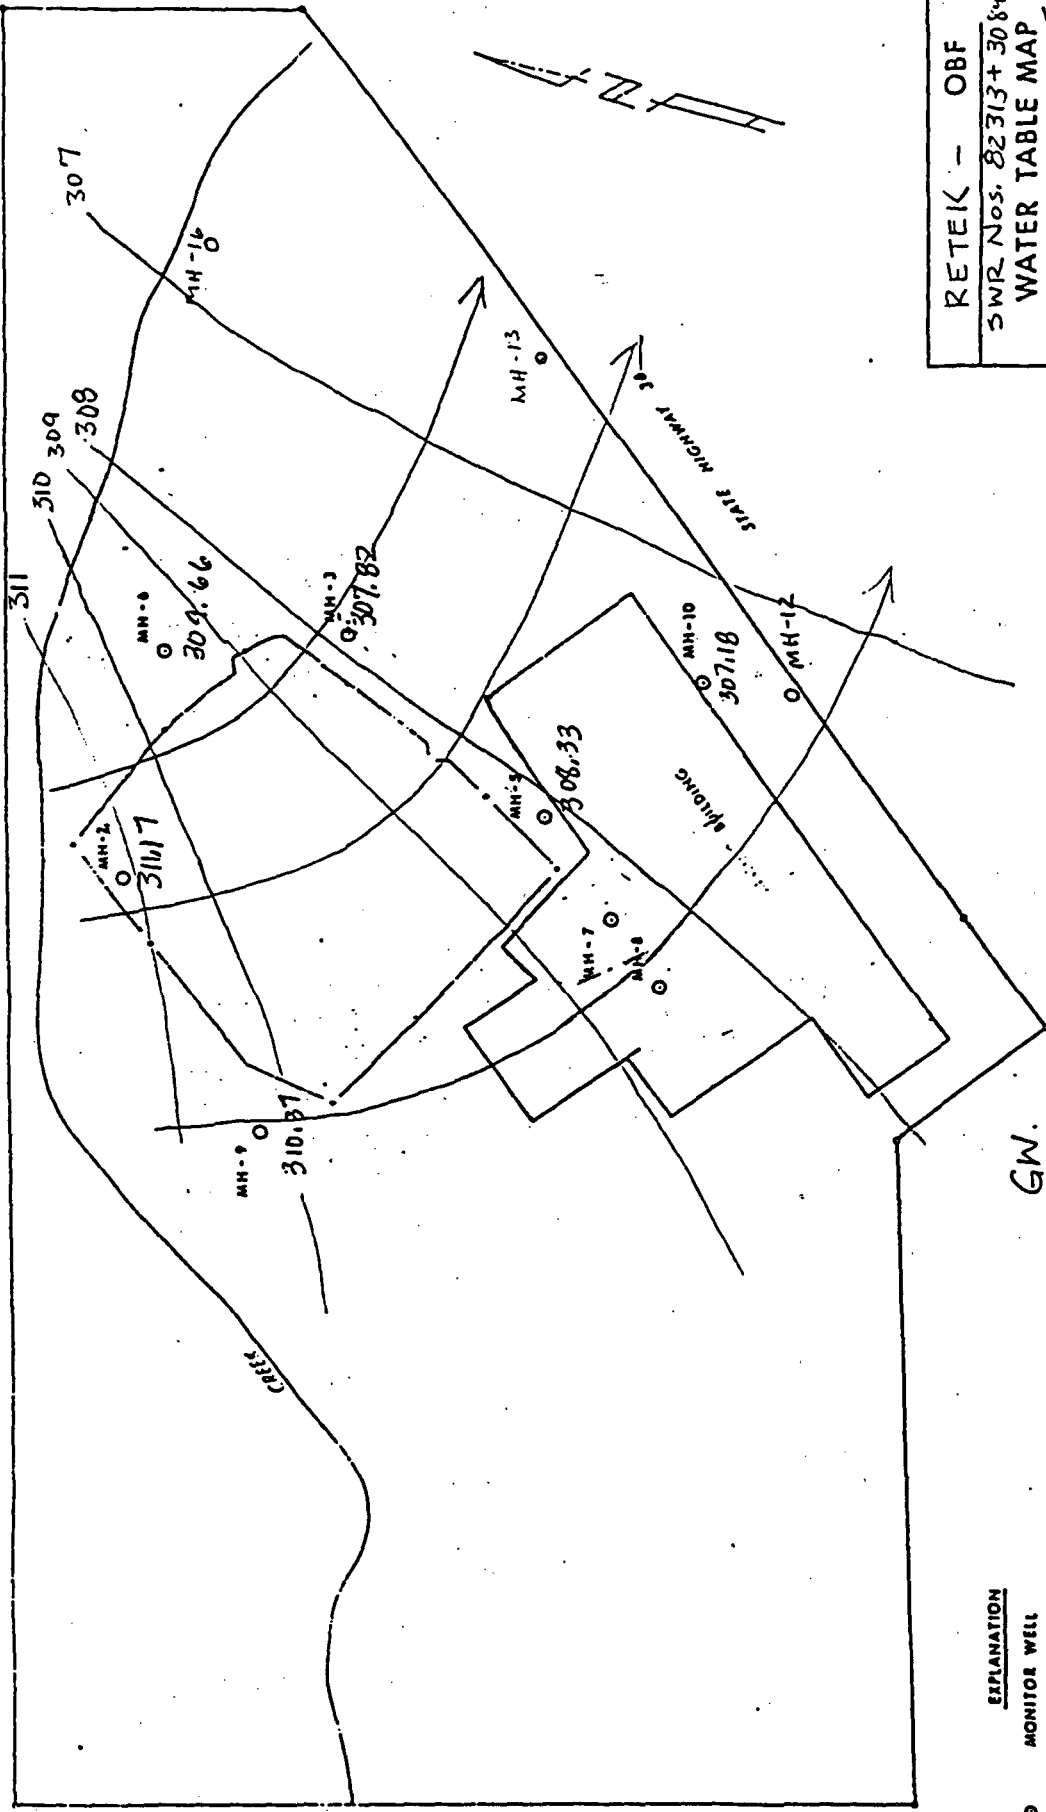 RETEK - OBF
SWR Nos. 82313 + 3084
WATER TABLE MAP
N
307
MH-16
308
309
310
311
MH-13
STATE HIGHWAY 36
MH-6
309.66
MH-3
307.82
MH-2
311.17
MH-5
308.33
MH-10
307.18
MH-12
BUILDING
MH-7
MH-8
MH-9
310.37
CREEK
GW.
EXPLANATION
MONITOR WELL